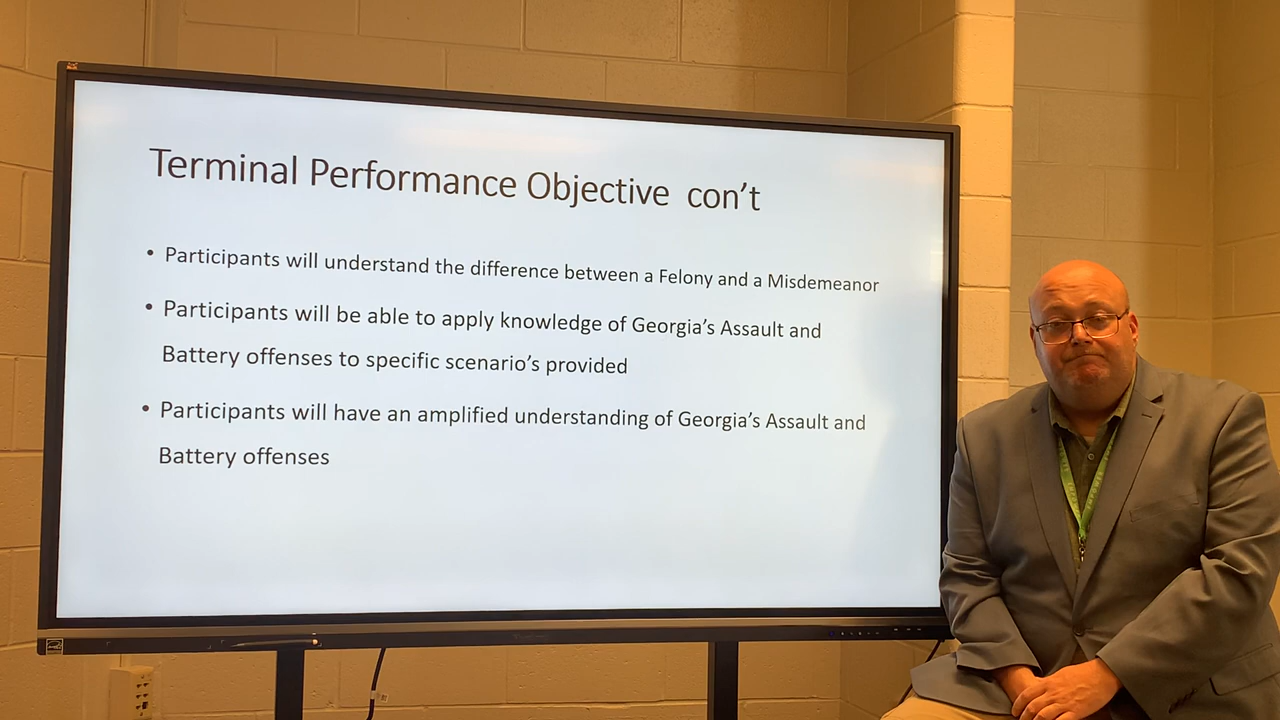 Terminal Performance Objective con't
• Participants will understand the difference between a Felony and a Misdemeanor
• Participants will be able to apply knowledge of Georgia's Assault and
Battery offenses to specific scenario's provided
• Participants will have an amplified understanding of Georgia's Assault and
Battery offenses